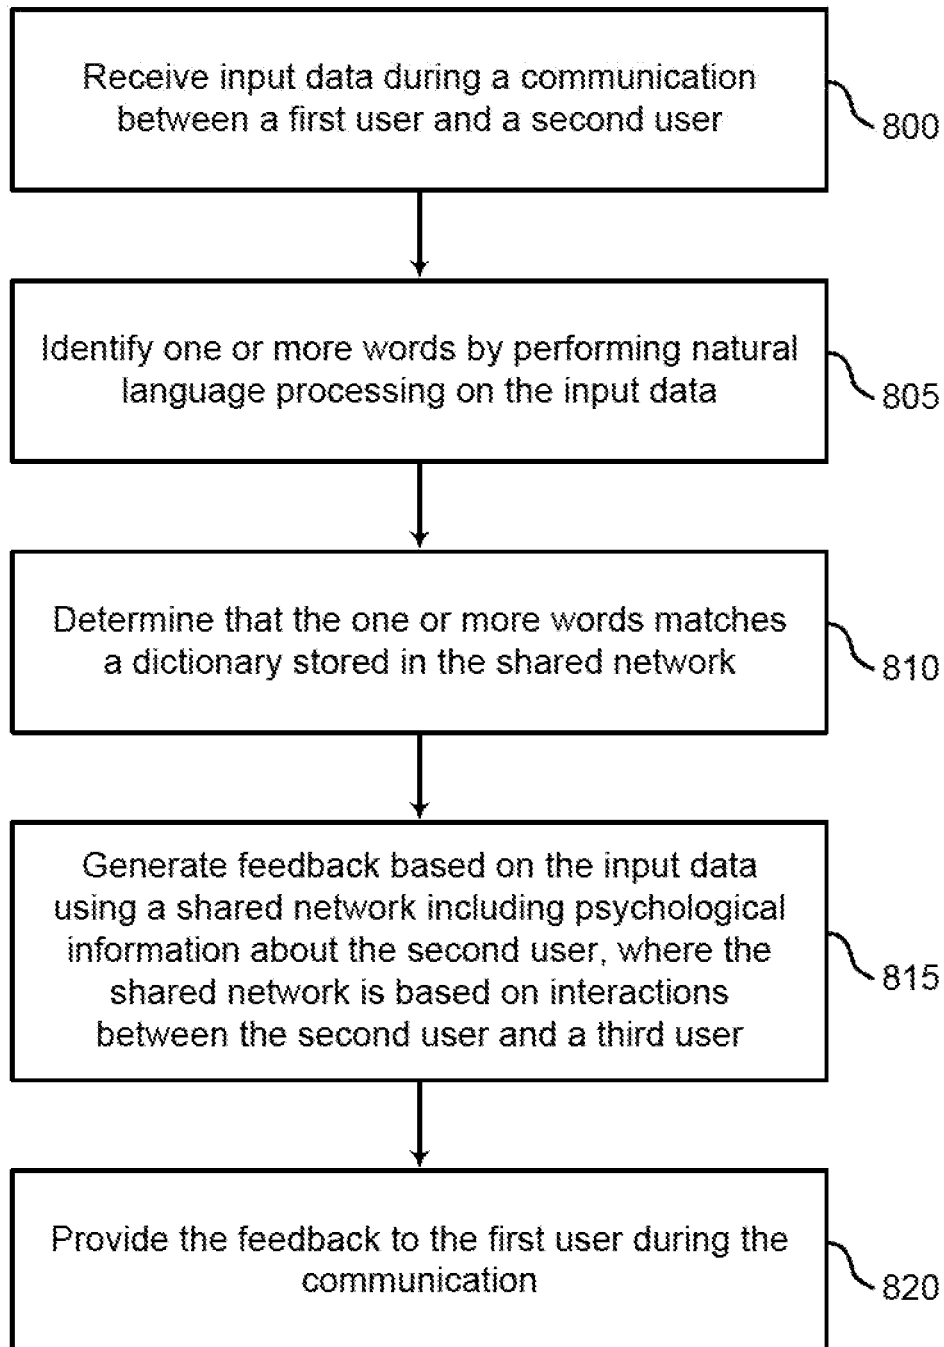 Receive input data during a communication
between a first user and a second user
800
Identify one or more words by performing natural
language processing on the input data
805
Determine that the one or more words matches
a dictionary stored in the shared network
810
Generate feedback based on the input data
using a shared network including psychological
information about the second user, where the
shared network is based on interactions
between the second user and a third user
815
Provide the feedback to the first user during the
communication
820